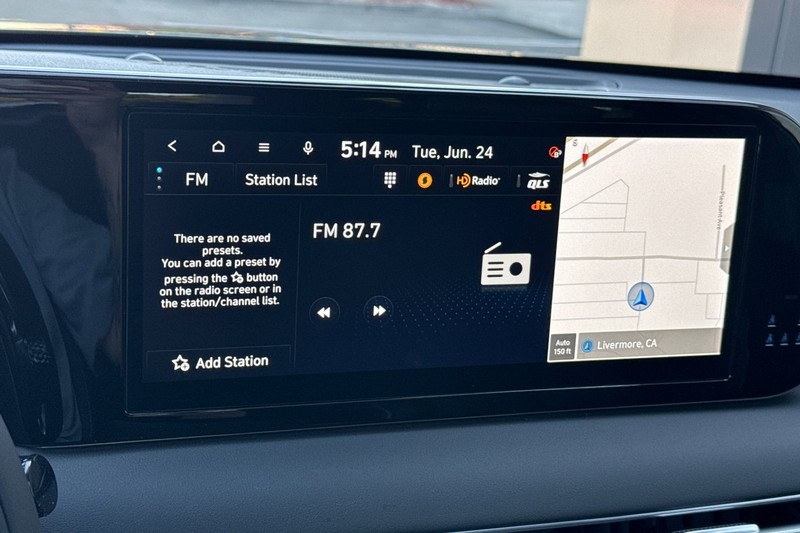 5:14 PM Tue, Jun. 24
FM Station List HD Radio QLS
dts
There are no saved
presets.
You can add a preset by
pressing the button
on the radio screen or in
the station/channel list.
Add Station
FM 87.7
Pleasant Ave
Auto
150 ft
Livermore, CA